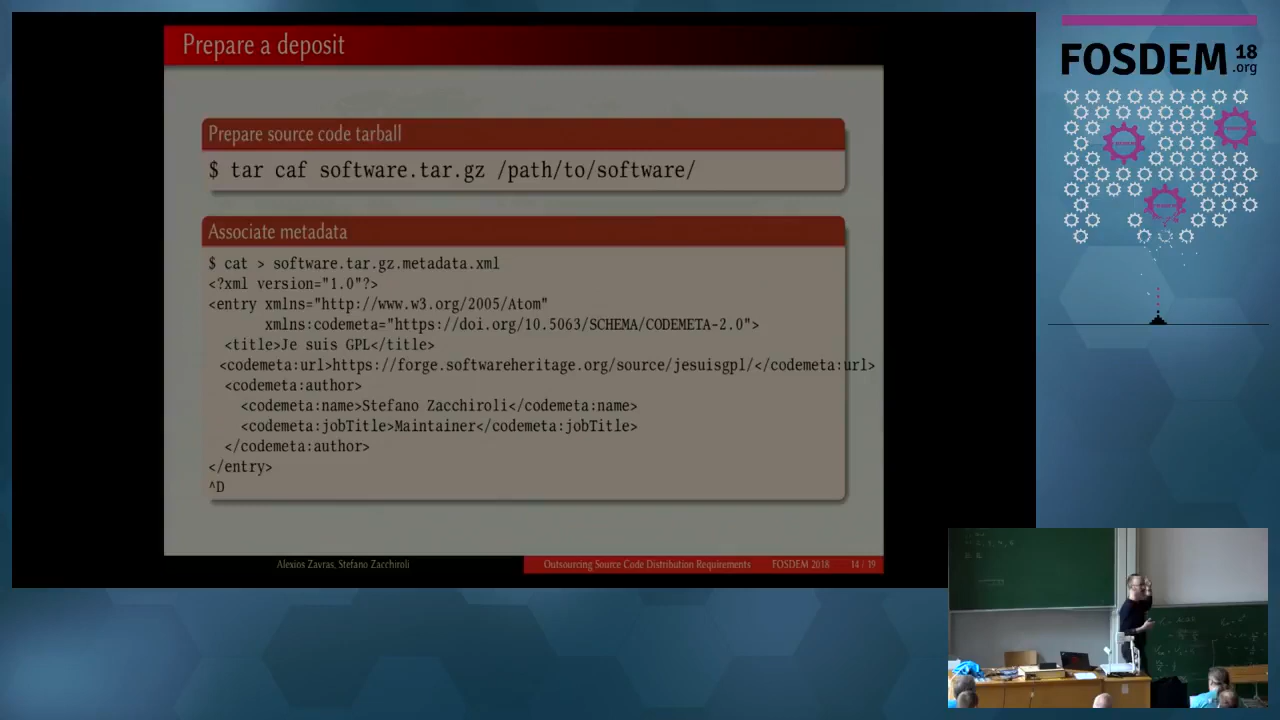 Prepare a deposit
Prepare source code tarball
$ tar caf software.tar.gz /path/to/software/
Associate metadata
$ cat > software.tar.gz.metadata.xml
<?xml version="1.0"?>
<entry xmlns="http://www.w3.org/2005/Atom"
xmlns:codemeta="https://doi.org/10.5063/SCHEMA/CODEMETA-2.0">
<title>Je suis GPL</title>
<codemeta:url>https://forge.softwareheritage.org/source/jesuisgpl/</codemeta:url>
<codemeta:author>
<codemeta:name>Stefano Zacchiroli</codemeta:name>
<codemeta:jobTitle>Maintainer</codemeta:jobTitle>
</codemeta:author>
</entry>
^D
Alexios Zavras, Stefano Zacchiroli
Outsourcing Source Code Distribution Requirements
FOSDEM 2018
14 / 19
FOSDEM 18
.org